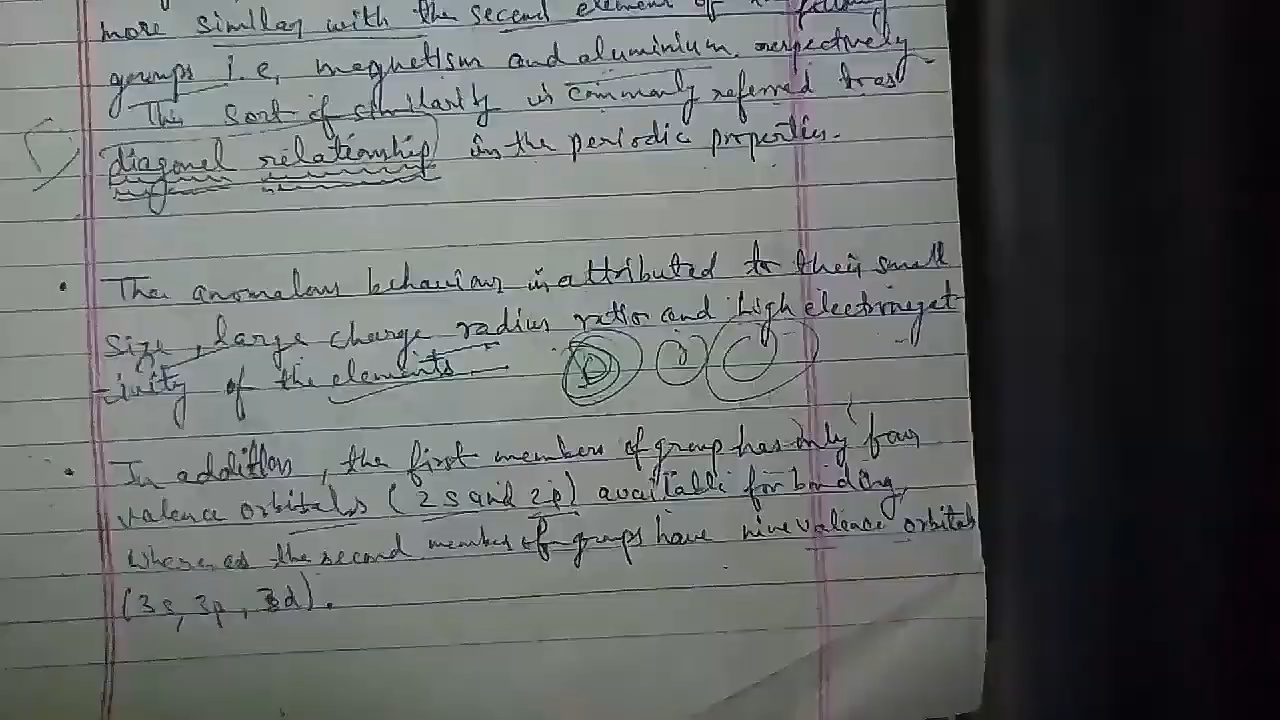 more similar with the second element of the following
groups i.e, magnetism and aluminium respectively
This sort of similarity is commonly referred to as
diagonel relationship in the periodic properties.
• The anomalous behaviour is attributed to their small
size, large charge radius ratio and high electronegat
-ivity of the elements
• In addition, the first members of group has only four
valence orbitals (2s and 2p) available for bonding,
whereas the second member of groups have nine valence orbitals
(3s, 3p, 3d).